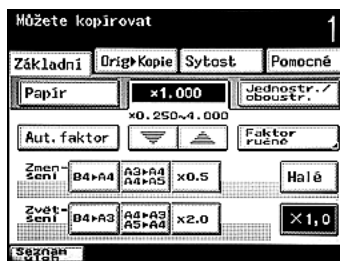 Můžete kopírovat 1
Základní Orig▸Kopie Sytost Pomocné
Papír ×1.000 Jednostr./
oboustr.
×0.250~4.000
Aut. faktor Faktor
ručně
Zmen-
šení B4▸A4 A3▸A4
A4▸A5 ×0.5 Malé
Zvět-
šení B4▸A3 A4▸A3
A5▸A4 ×2.0 ×1,0
Seznam
úloh